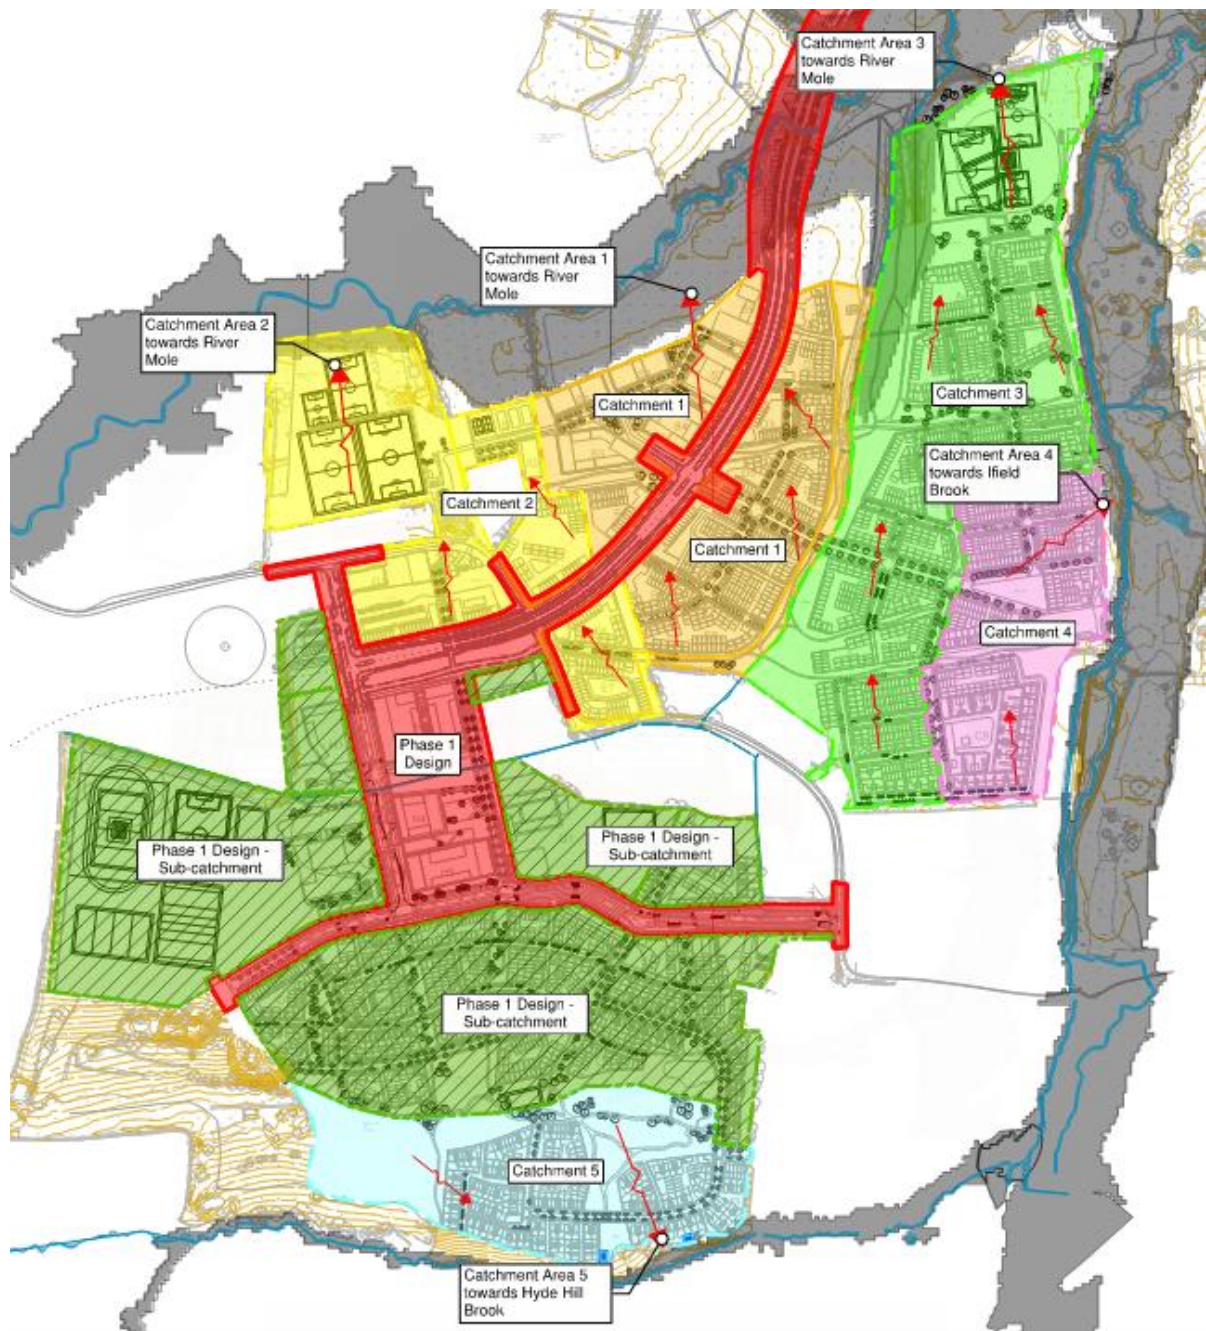 Catchment Area 3
towards River
Mole
Catchment Area 1
towards River
Mole
Catchment Area 2
towards River
Mole
Catchment 1
Catchment 3
Catchment Area 4
towards Ifield
Brook
Catchment 2
Catchment 1
Catchment 4
Phase 1
Design
Phase 1 Design -
Sub-catchment
Phase 1 Design -
Sub-catchment
Phase 1 Design -
Sub-catchment
Catchment 5
Catchment Area 5
towards Hyde Hill
Brook